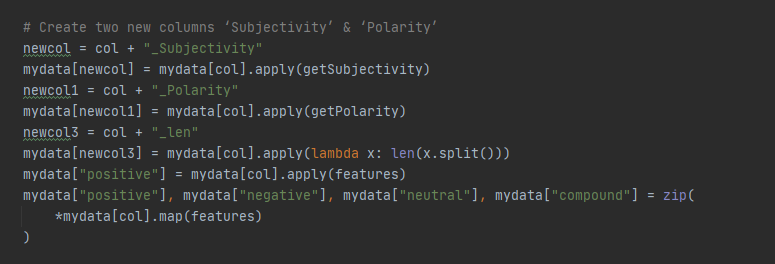 # Create two new columns ‘Subjectivity’ & ‘Polarity’
newcol = col + "_Subjectivity"
mydata[newcol] = mydata[col].apply(getSubjectivity)
newcol1 = col + "_Polarity"
mydata[newcol1] = mydata[col].apply(getPolarity)
newcol3 = col + "_len"
mydata[newcol3] = mydata[col].apply(lambda x: len(x.split()))
mydata["positive"] = mydata[col].apply(features)
mydata["positive"], mydata["negative"], mydata["neutral"], mydata["compound"] = zip(
    *mydata[col].map(features)
)